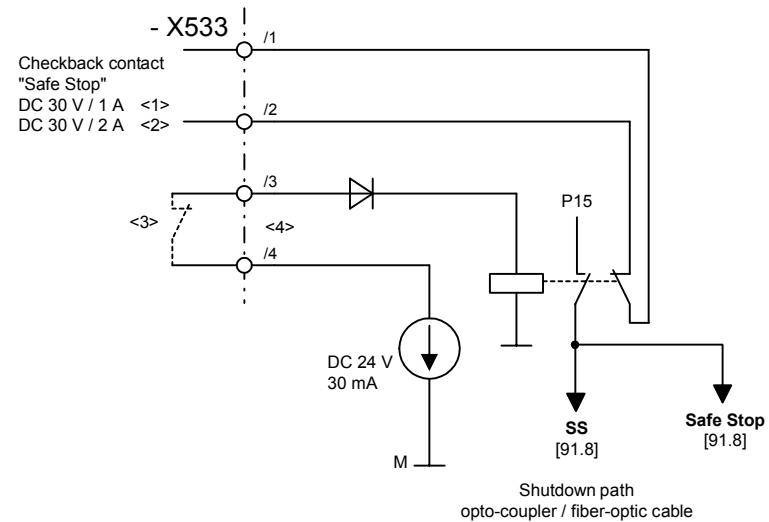 - X533
/1
Checkback contact
"Safe Stop"
DC 30 V / 1 A <1>
DC 30 V / 2 A <2>
/2
/3
<3>
<4>
/4
P15
DC 24 V
30 mA
M
SS
[91.8]
Safe Stop
[91.8]
Shutdown path
opto-coupler / fiber-optic cable